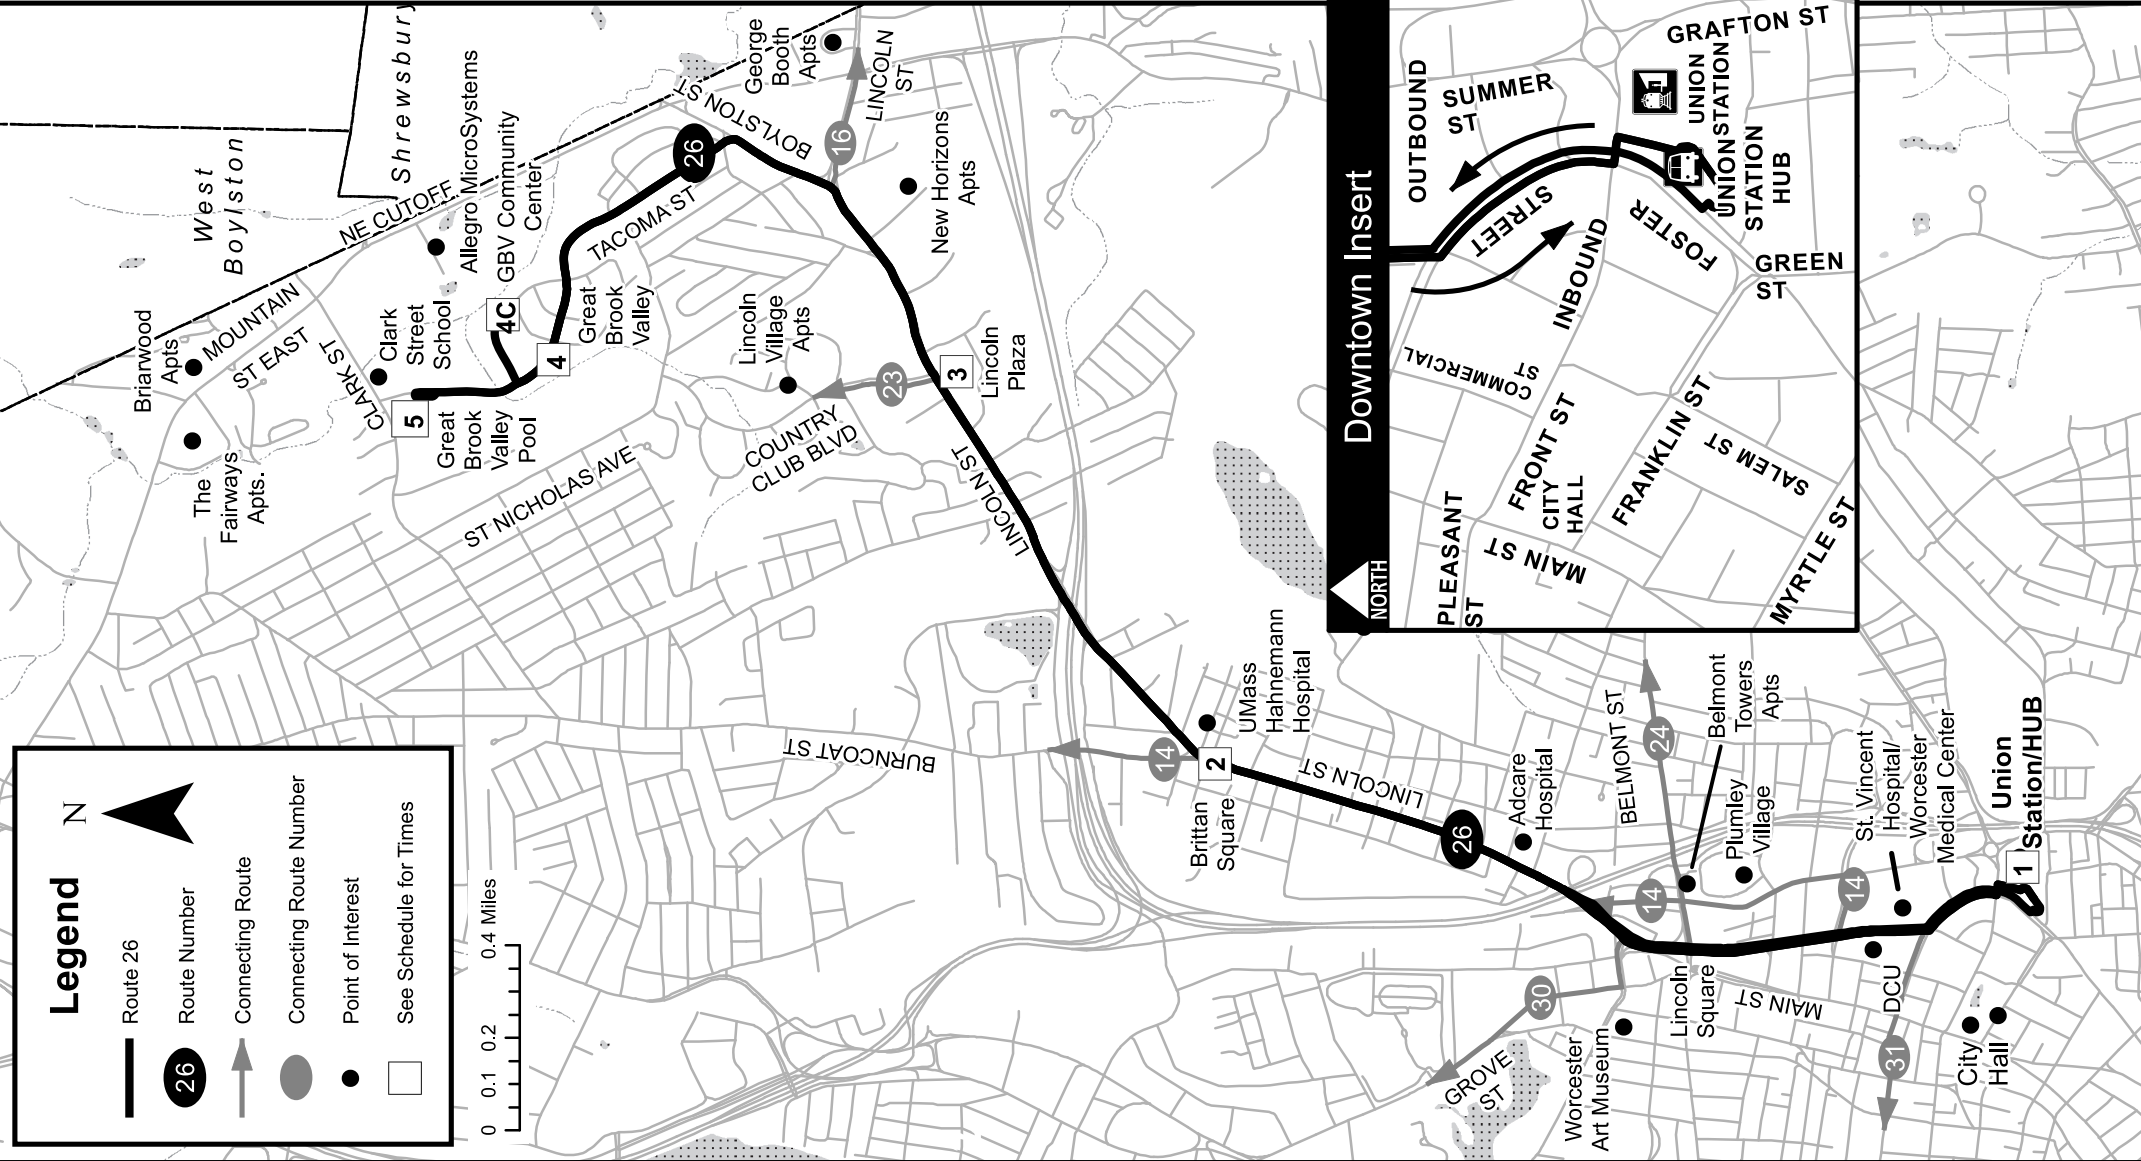 Legend
N
Route 26
26
Route Number
Connecting Route
Connecting Route Number
Point of Interest
See Schedule for Times
0 0.1 0.2 0.4 Miles
West
Boylston
Shrewsbury
NE CUTOFF
MOUNTAIN
ST EAST
CLARK ST
Briarwood
Apts
The
Fairways
Apts.
Clark
Street
School
Allegro MicroSystems
GBV Community
Center
4C
4
5
Great
Brook
Valley
Pool
Great
Brook
Valley
TACOMA ST
26
BOYLSTON ST
George
Booth
Apts
16
LINCOLN
ST
New Horizons
Apts
Lincoln
Village
Apts
23
3
Lincoln
Plaza
COUNTRY
CLUB BLVD
ST NICHOLAS AVE
LINCOLN ST
BURNCOAT ST
14
2
UMass
Hahnemann
Hospital
Brittan
Square
LINCOLN ST
26
Adcare
Hospital
BELMONT ST
24
Belmont
Towers
Apts
Plumley
Village
14
14
St. Vincent
Hospital/
Worcester
Medical Center
Union
Station/HUB
1
30
GROVE
ST
Worcester
Art Museum
Lincoln
Square
MAIN ST
DCU
31
City
Hall
Downtown Insert
NORTH
OUTBOUND
SUMMER
ST
GRAFTON ST
UNION
STATION
UNION
STATION
HUB
STREET
FOSTER
INBOUND
GREEN
ST
COMMERCIAL
ST
FRONT ST
CITY
HALL
FRANKLIN ST
SALEM ST
PLEASANT
ST
MAIN ST
MYRTLE ST